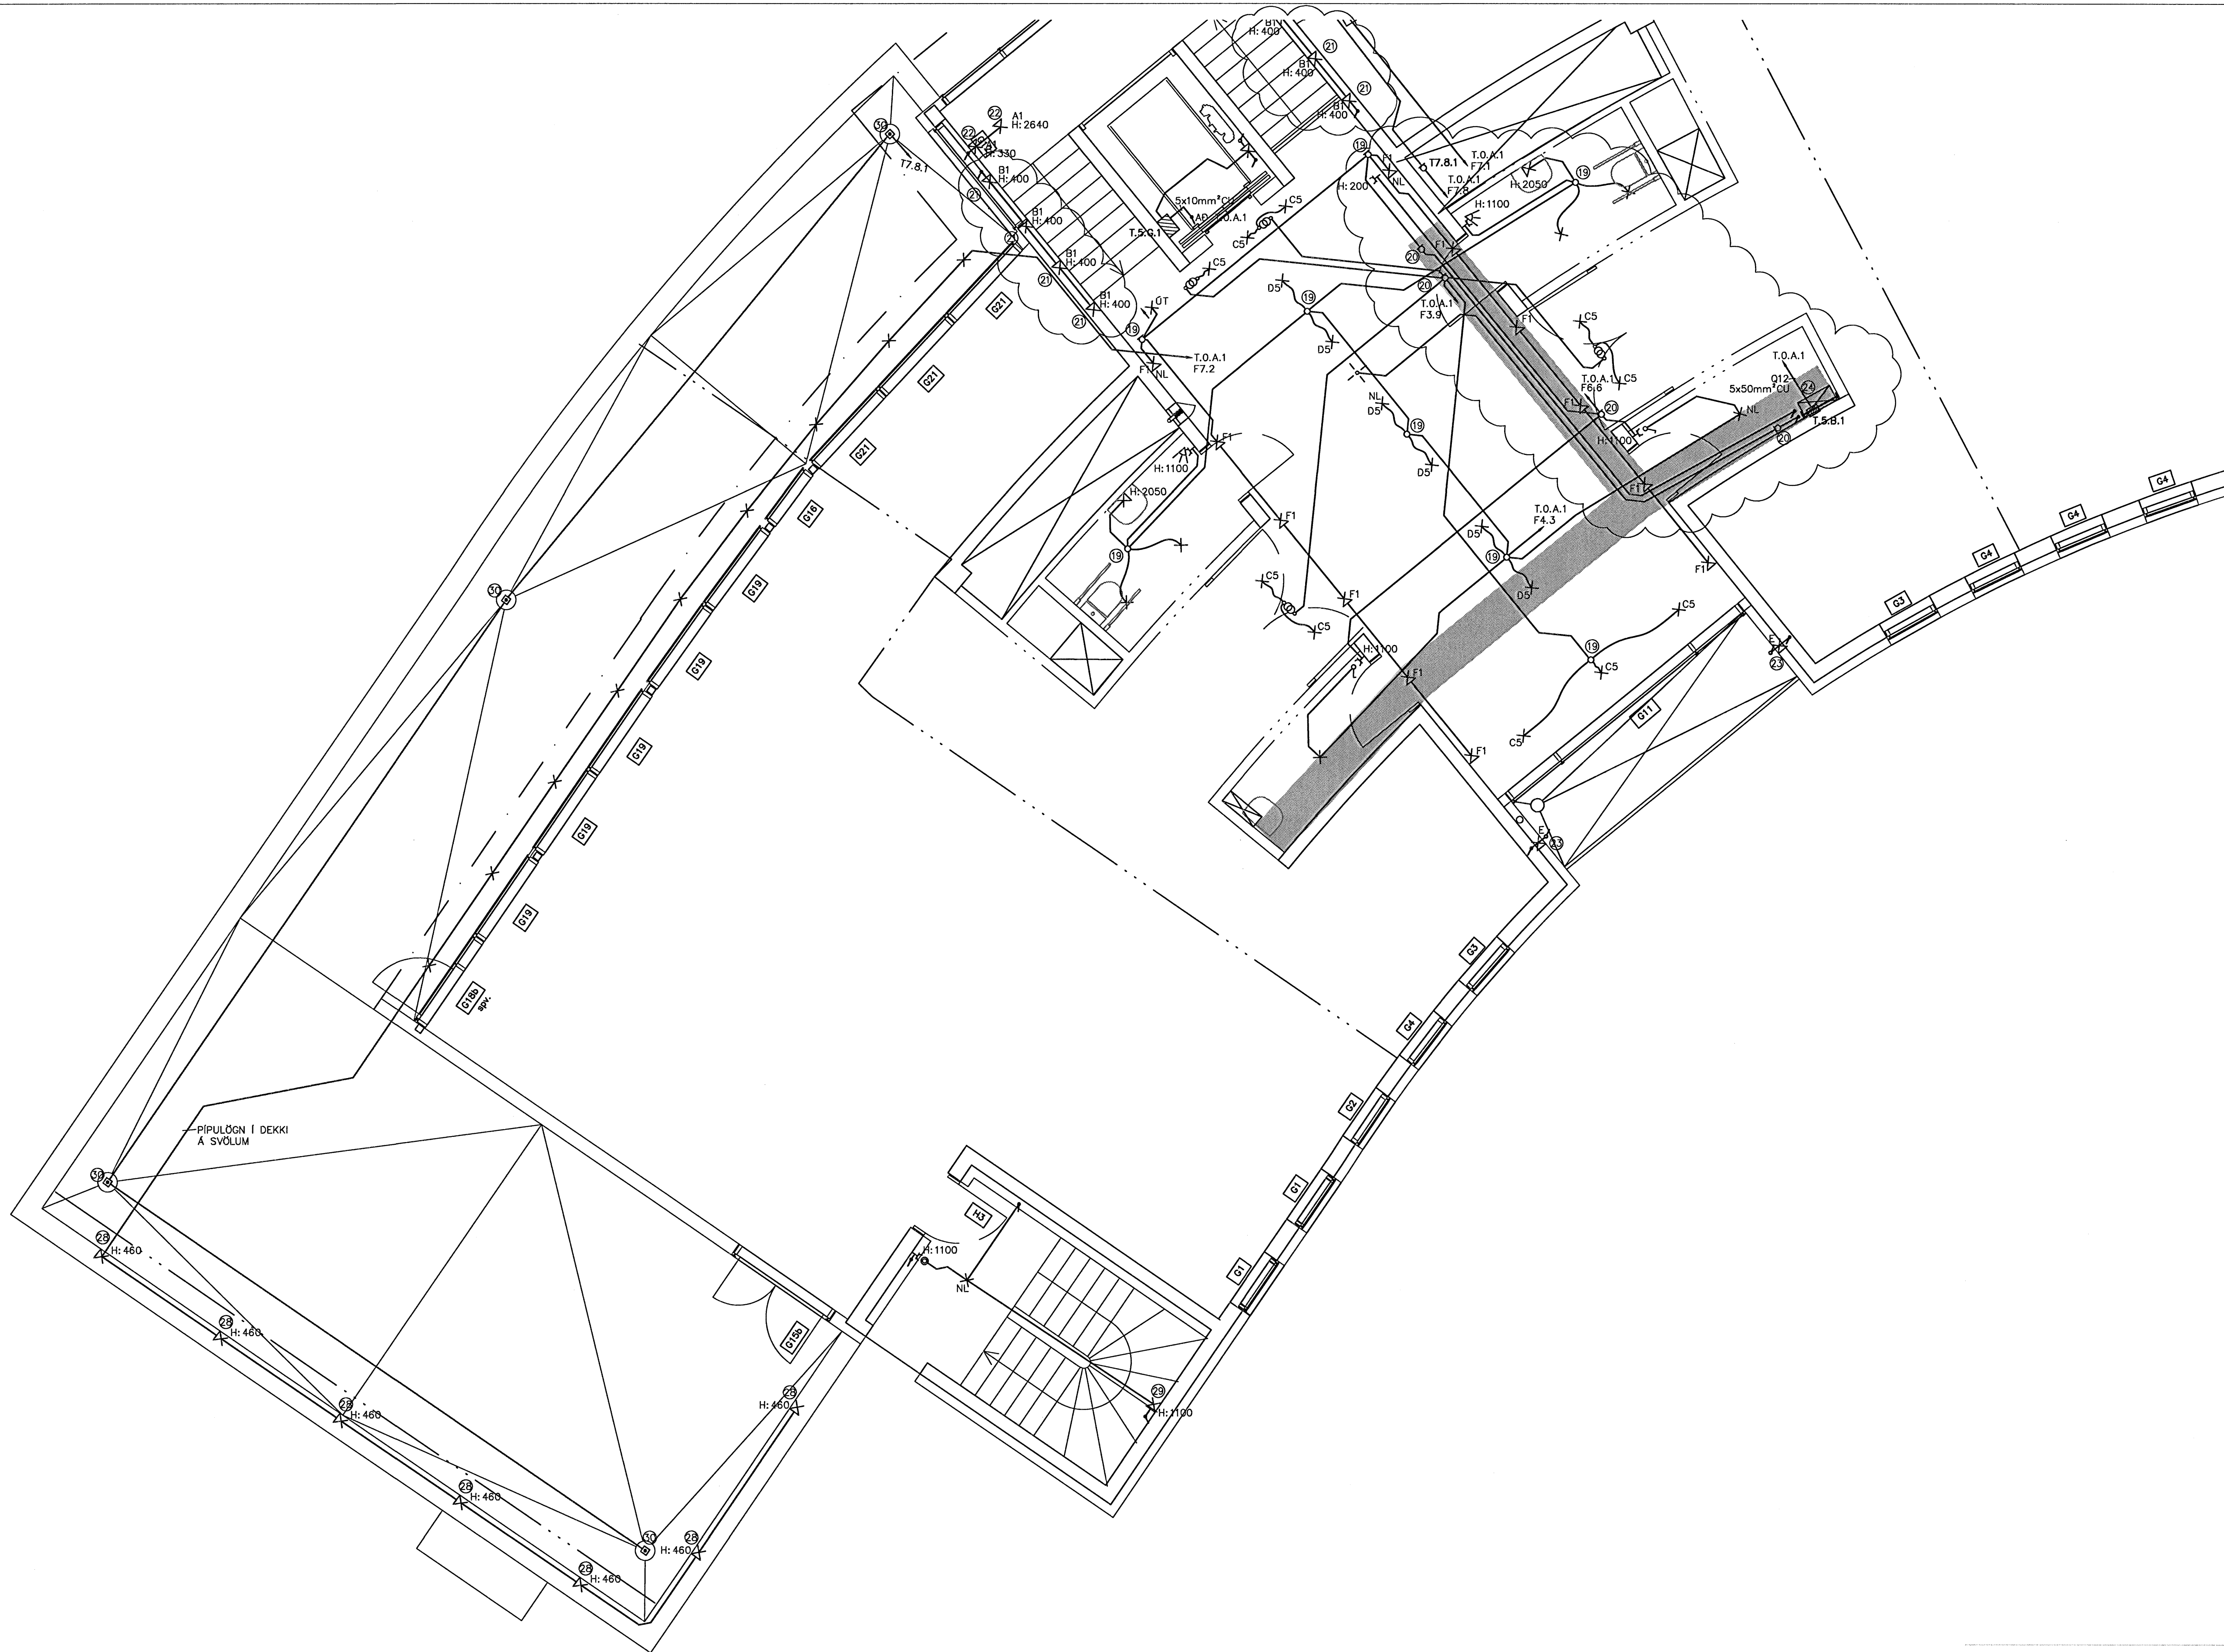 B1
H: 400
21
B1
H: 400
21
B1
H: 400
22
A1
H: 2640
22
H: 330
B1
H: 400
21
B1
H: 400
21
B1
H: 400
21
B1
H: 400
21
30
T7.8.1
19
F1
NL
H: 200
T7.8.1
T.O.A.1
F7.1
T.O.A.1
F7.8
H: 2050
19
H: 1100
5x10mm²CU
T.5.G.1
C5
C5
C5
20
F1
20
T.O.A.1
F3.9
F1
D5
19
D5
ÚT
19
F1
NL
T.O.A.1
F7.2
C5
C5
T.O.A.1
F6.6
F1
20
T.O.A.1
Q12
5x50mm²CU
24
NL
T.5.B.1
20
H: 1100
NL
D5
19
D5
F1
H: 1100
H: 2050
19
F1
F1
F1
T.O.A.1
F4.3
D5
19
D5
C5
C5
F1
H: 1100
F1
F1
C5
19
C5
C5
E
23
E
23
G21
G21
G21
G16
G19
G19
G19
G19
G19
G18b
spv.
30
G4
G4
G4
G3
G11
G3
G4
G2
G1
G1
PÍPULÖGN Í DEKKI
Á SVÖLUM
30
28
H: 460
28
H: 460
28
H: 460
28
H: 460
28
H: 460
28
H: 460
28
H: 460
30
G15b
H3
H: 1100
NL
29
H: 1100